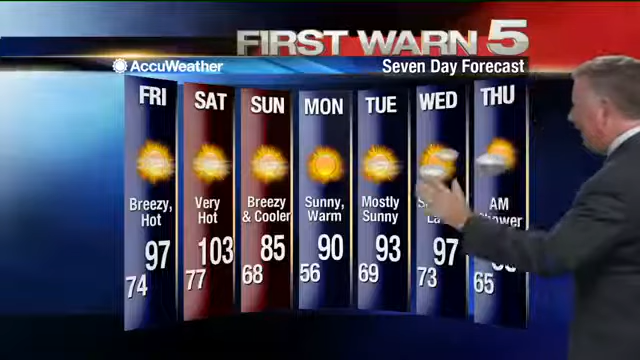 FIRST WARN 5
AccuWeather
Seven Day Forecast
FRI
Breezy,
Hot
97
74
SAT
Very
Hot
103
77
SUN
Breezy
& Cooler
85
68
MON
Sunny,
Warm
90
56
TUE
Mostly
Sunny
93
69
WED
97
73
THU
AM
65